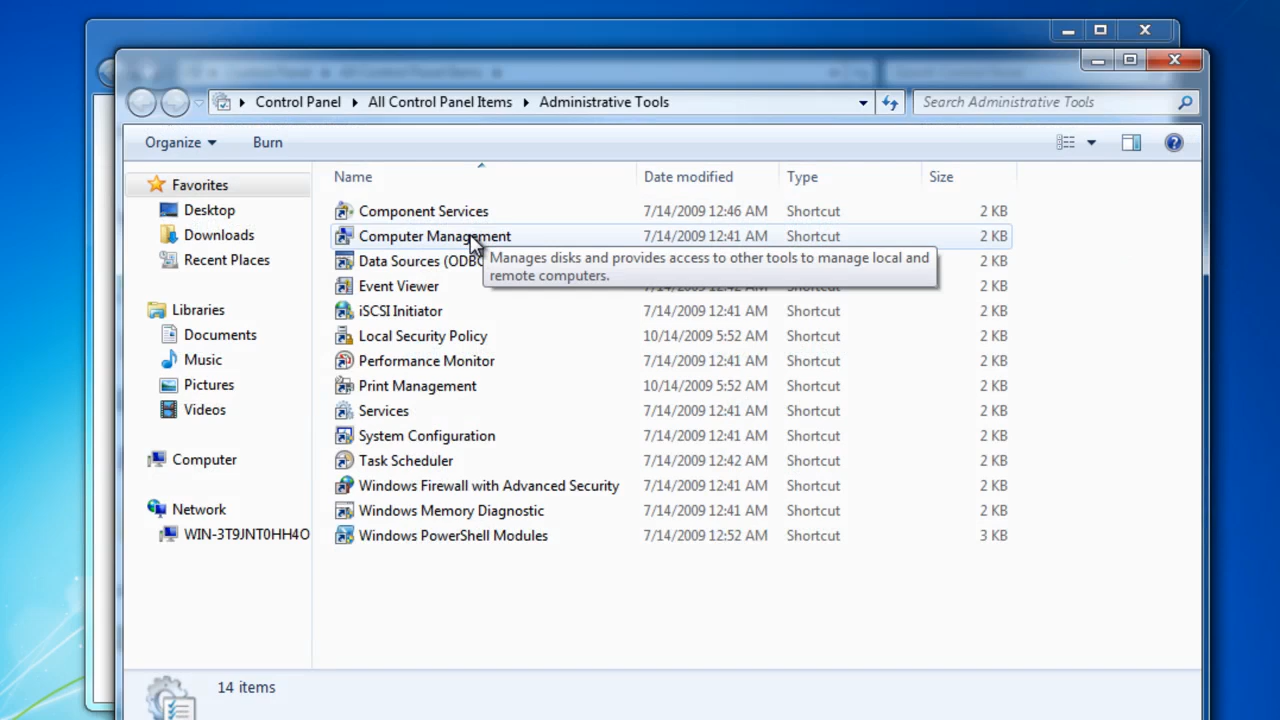 Control Panel All Control Panel Items Administrative Tools Search Administrative Tools
Organize Burn
Favorites
Desktop
Downloads
Recent Places
Libraries
Documents
Music
Pictures
Videos
Computer
Network
WIN-3T9JNT0HH4O
Name Date modified Type Size
Component Services 7/14/2009 12:46 AM Shortcut 2 KB
Computer Management 7/14/2009 12:41 AM Shortcut 2 KB
Manages disks and provides access to other tools to manage local and
remote computers.
Data Sources (ODBC
Event Viewer 7/14/2009 12:42 AM Shortcut 2 KB
iSCSI Initiator 7/14/2009 12:41 AM Shortcut 2 KB
Local Security Policy 10/14/2009 5:52 AM Shortcut 2 KB
Performance Monitor 7/14/2009 12:41 AM Shortcut 2 KB
Print Management 10/14/2009 5:52 AM Shortcut 2 KB
Services 7/14/2009 12:41 AM Shortcut 2 KB
System Configuration 7/14/2009 12:41 AM Shortcut 2 KB
Task Scheduler 7/14/2009 12:42 AM Shortcut 2 KB
Windows Firewall with Advanced Security 7/14/2009 12:41 AM Shortcut 2 KB
Windows Memory Diagnostic 7/14/2009 12:41 AM Shortcut 2 KB
Windows PowerShell Modules 7/14/2009 12:52 AM Shortcut 3 KB
14 items